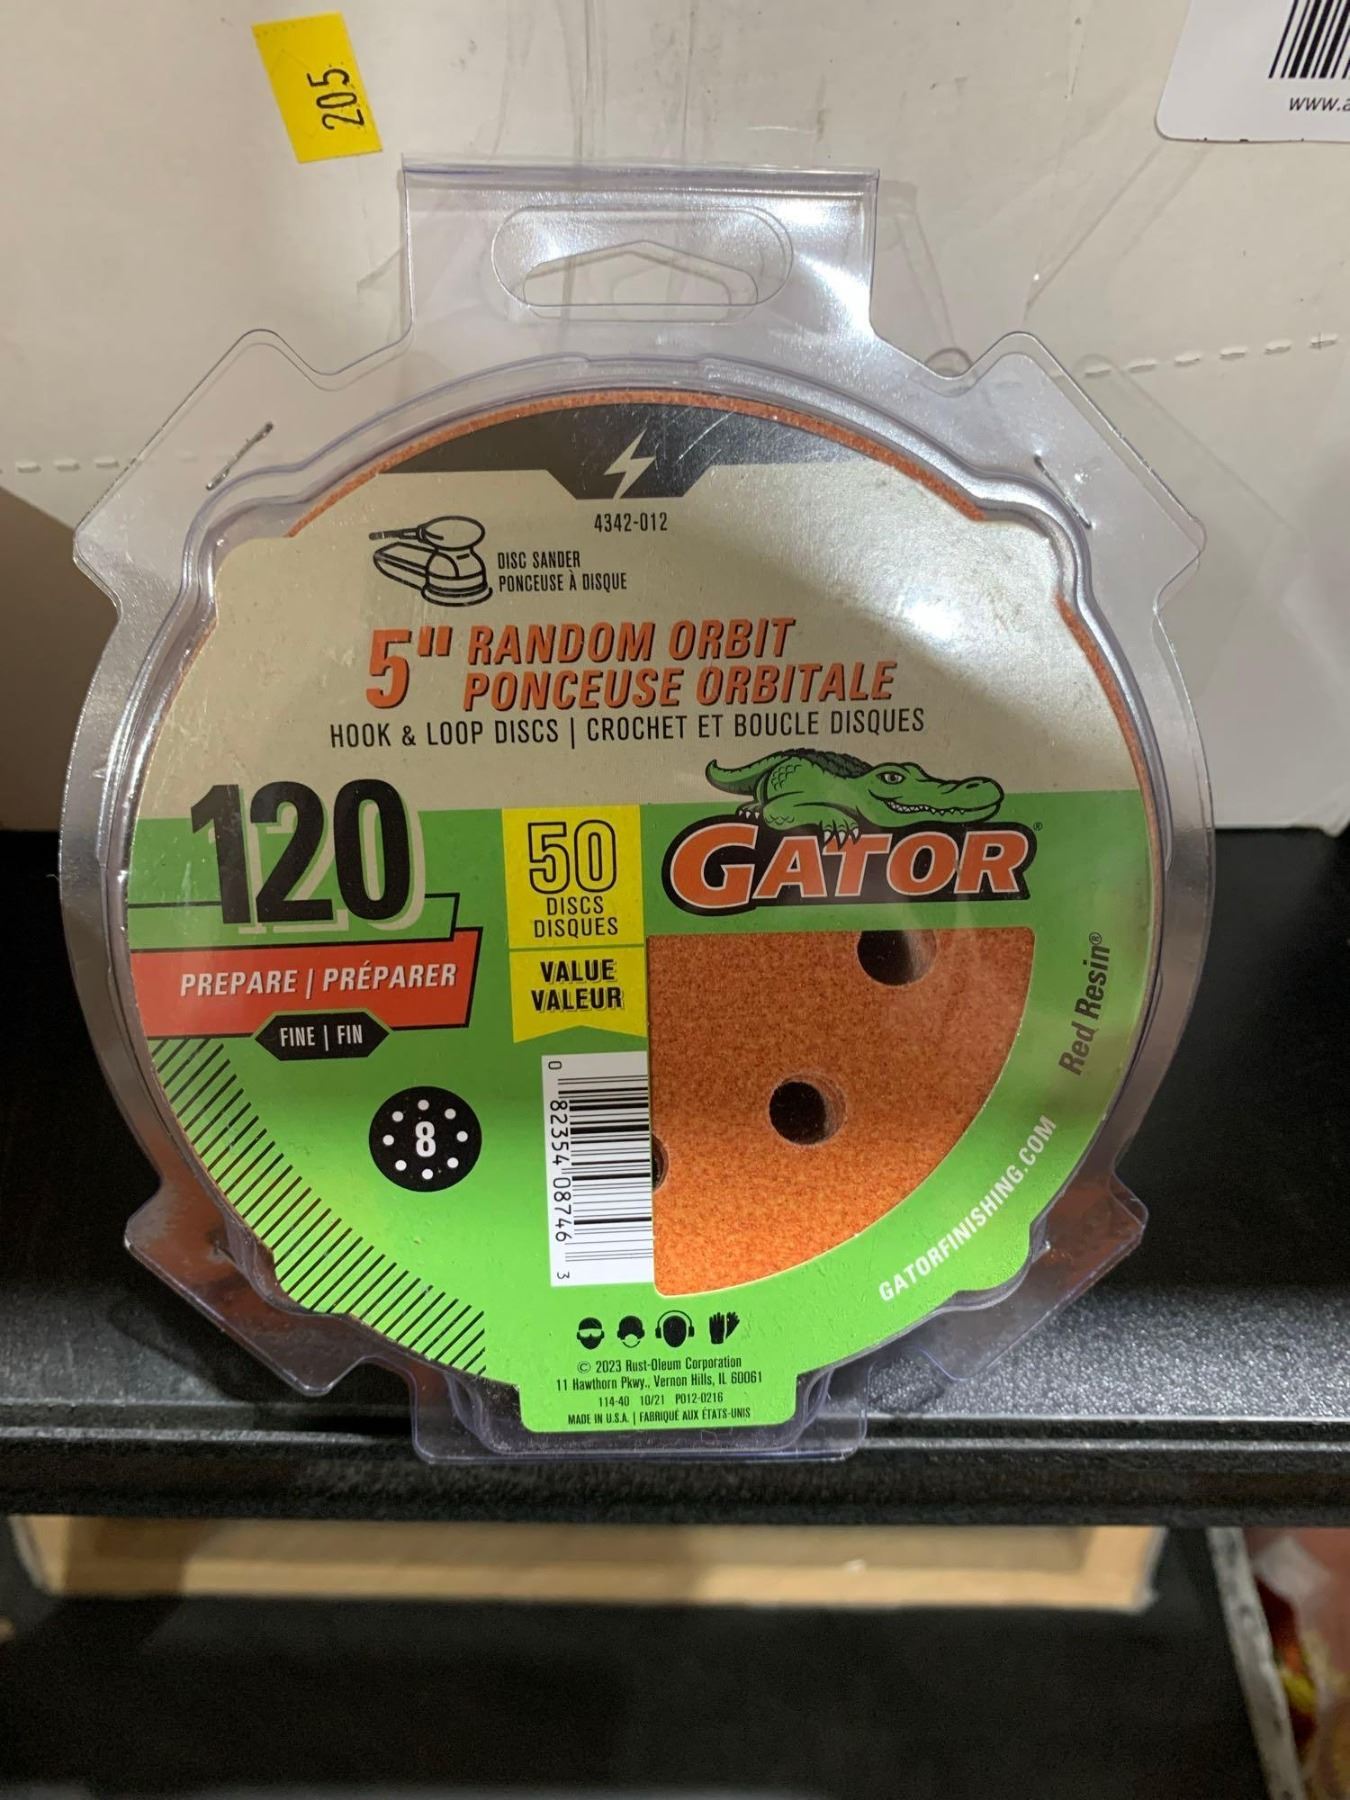 205
www.a
4342-012
DISC SANDER
PONCEUSE À DISQUE
5" RANDOM ORBIT
PONCEUSE ORBITALE
HOOK & LOOP DISCS | CROCHET ET BOUCLE DISQUES
120
50
DISCS
DISQUES
GATOR®
PREPARE | PRÉPARER
VALUE
VALEUR
FINE | FIN
Red Resin®
8
0 82354 08746 3
GATORFINISHING.COM
© 2023 Rust-Oleum Corporation
11 Hawthorn Pkwy., Vernon Hills, IL 60061
114-40 10/21 P012-0216
MADE IN U.S.A. | FABRIQUÉ AUX ÉTATS-UNIS